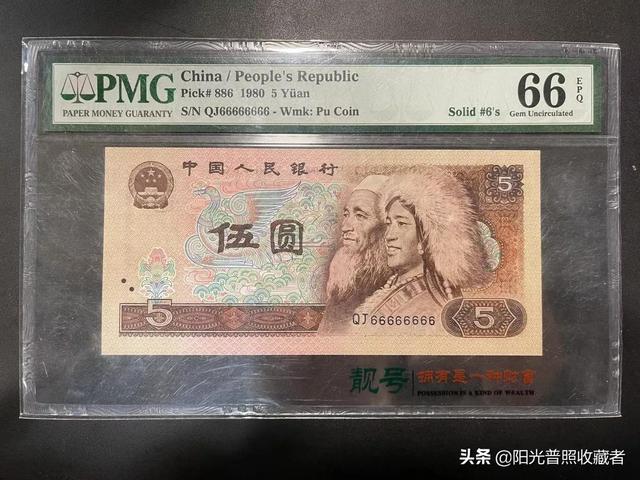 PMG
PAPER MONEY GUARANTY
China / People's Republic
Pick# 886 1980 5 Yüan
S/N QJ66666666 - Wmk: Pu Coin
Solid #6's
66 EPQ
Gem Uncirculated
中国人民银行
5
伍圆
5
QJ66666666
5
靓号 拥有是一种财富
POSSESSION IS A KIND OF WEALTH
头条 @阳光普照收藏者